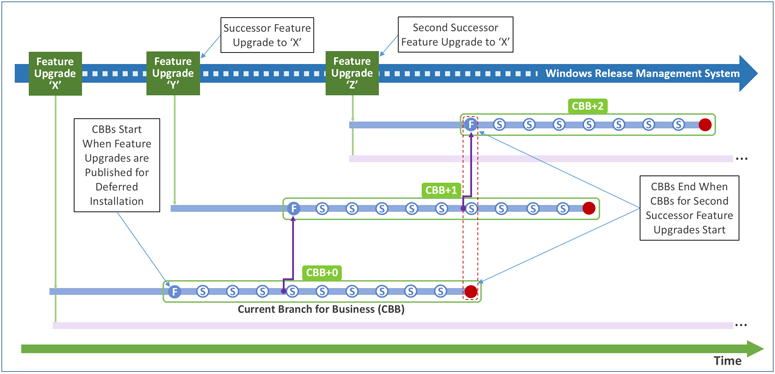 Successor Feature
Upgrade to ‘X’
Second Successor
Feature Upgrade to ‘X’
Feature
Upgrade
‘X’
Feature
Upgrade
‘Y’
Feature
Upgrade
‘Z’
Windows Release Management System
CBB+2
F S S S S S S S
...
CBBs Start
When Feature
Upgrades are
Published for
Deferred
Installation
CBB+1
F S S S S S S S S S
CBBs End When
CBBs for Second
Successor Feature
Upgrades Start
CBB+0
F S S S S S S S S S
Current Branch for Business (CBB)
...
Time